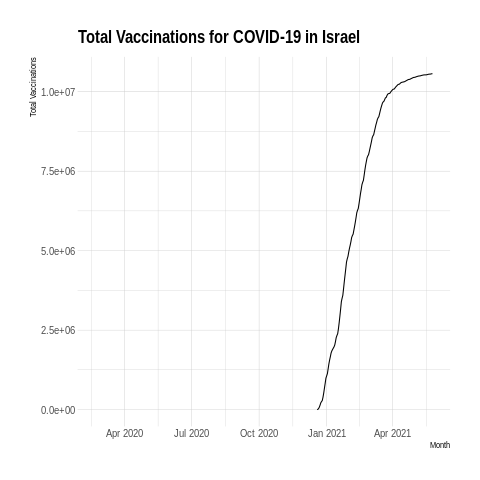 Total Vaccinations for COVID-19 in Israel
Total Vaccinations
1.0e+07
7.5e+06
5.0e+06
2.5e+06
0.0e+00
Apr 2020 Jul 2020 Oct 2020 Jan 2021 Apr 2021
Month